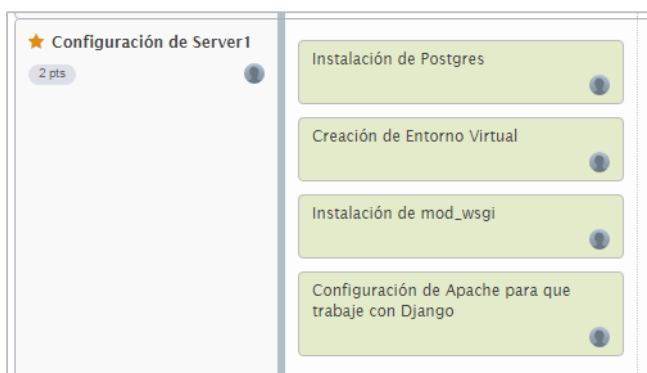 Configuración de Server1
2 pts
Instalación de Postgres
Creación de Entorno Virtual
Instalación de mod_wsgi
Configuración de Apache para que
trabaje con Django